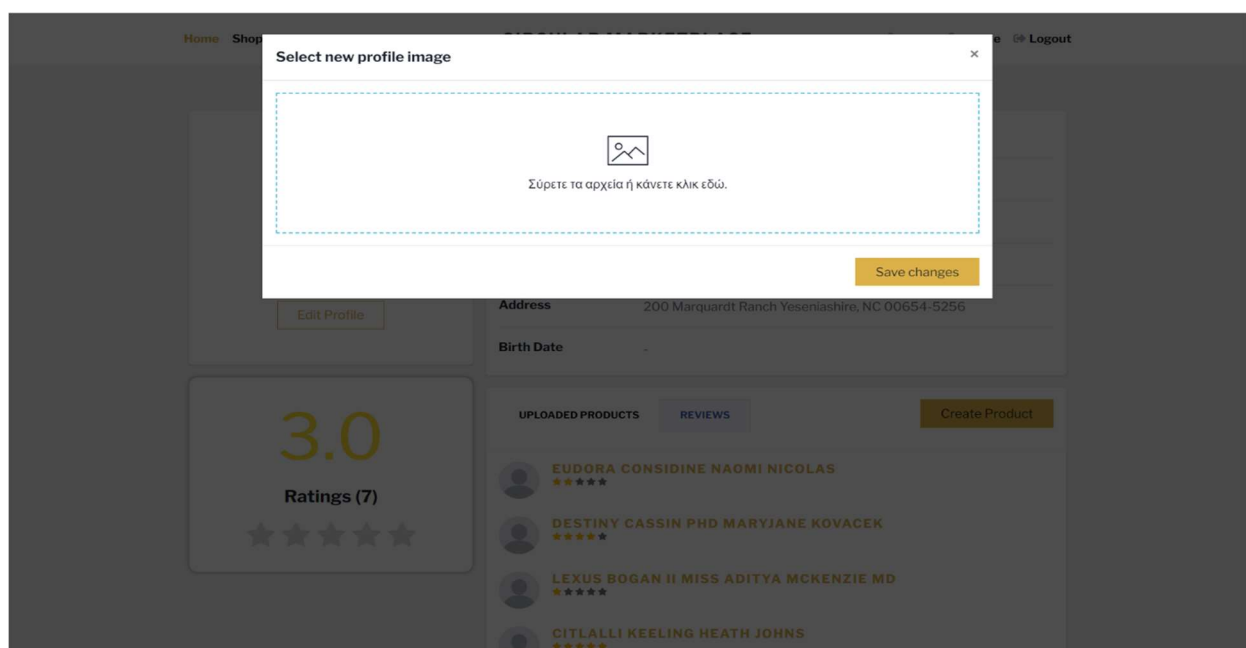 Home Shop
e Logout
Select new profile image
×
Σύρετε τα αρχεία ή κάνετε κλικ εδώ.
Save changes
Edit Profile
Address 200 Marquardt Ranch Yeseniashire, NC 00654-5256
Birth Date -
3.0
Ratings (7)
UPLOADED PRODUCTS REVIEWS Create Product
EUDORA CONSIDINE NAOMI NICOLAS
DESTINY CASSIN PHD MARYJANE KOVACEK
LEXUS BOGAN II MISS ADITYA MCKENZIE MD
CITLALLI KEELING HEATH JOHNS